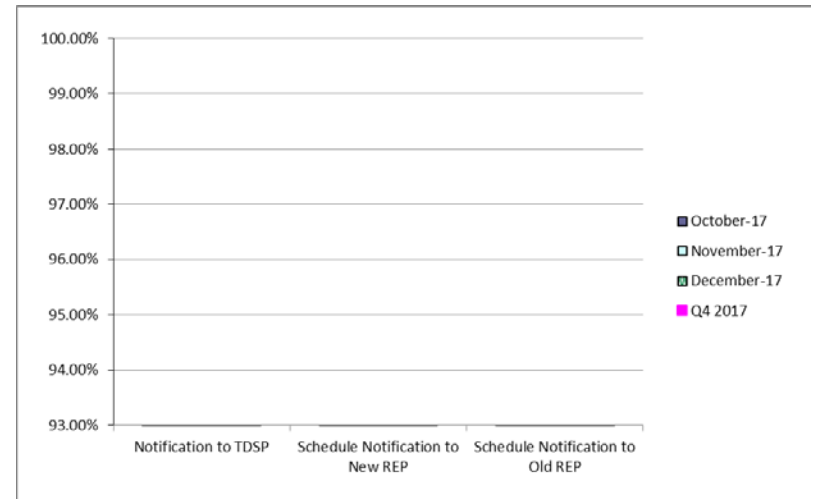 100.00%
99.00%
98.00%
97.00%
96.00%
95.00%
94.00%
93.00%
Notification to TDSP
Schedule Notification to
New REP
Schedule Notification to
Old REP
October-17
November-17
December-17
Q4 2017